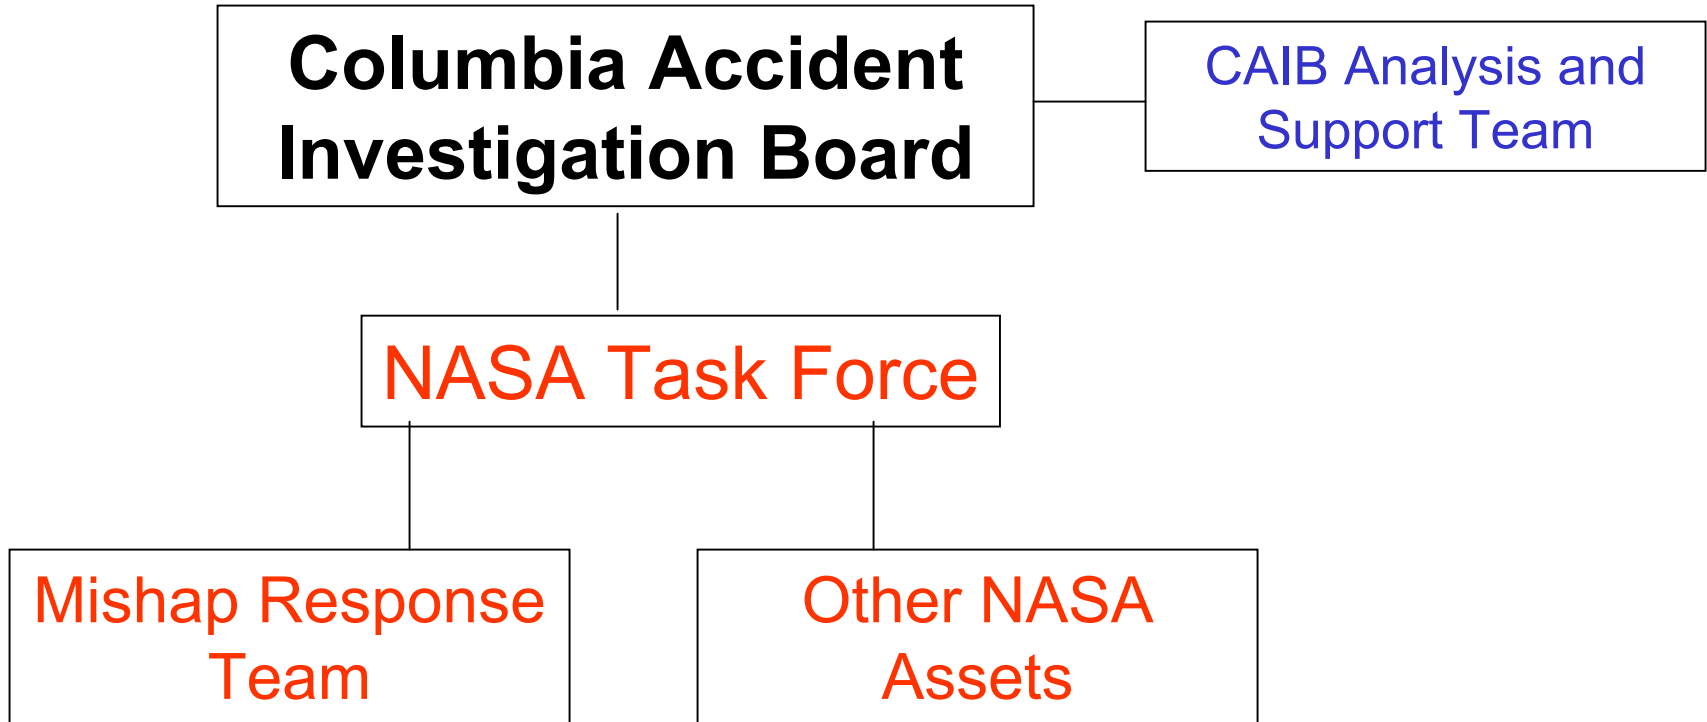 Columbia Accident
Investigation Board
CAIB Analysis and
Support Team
NASA Task Force
Mishap Response
Team
Other NASA
Assets